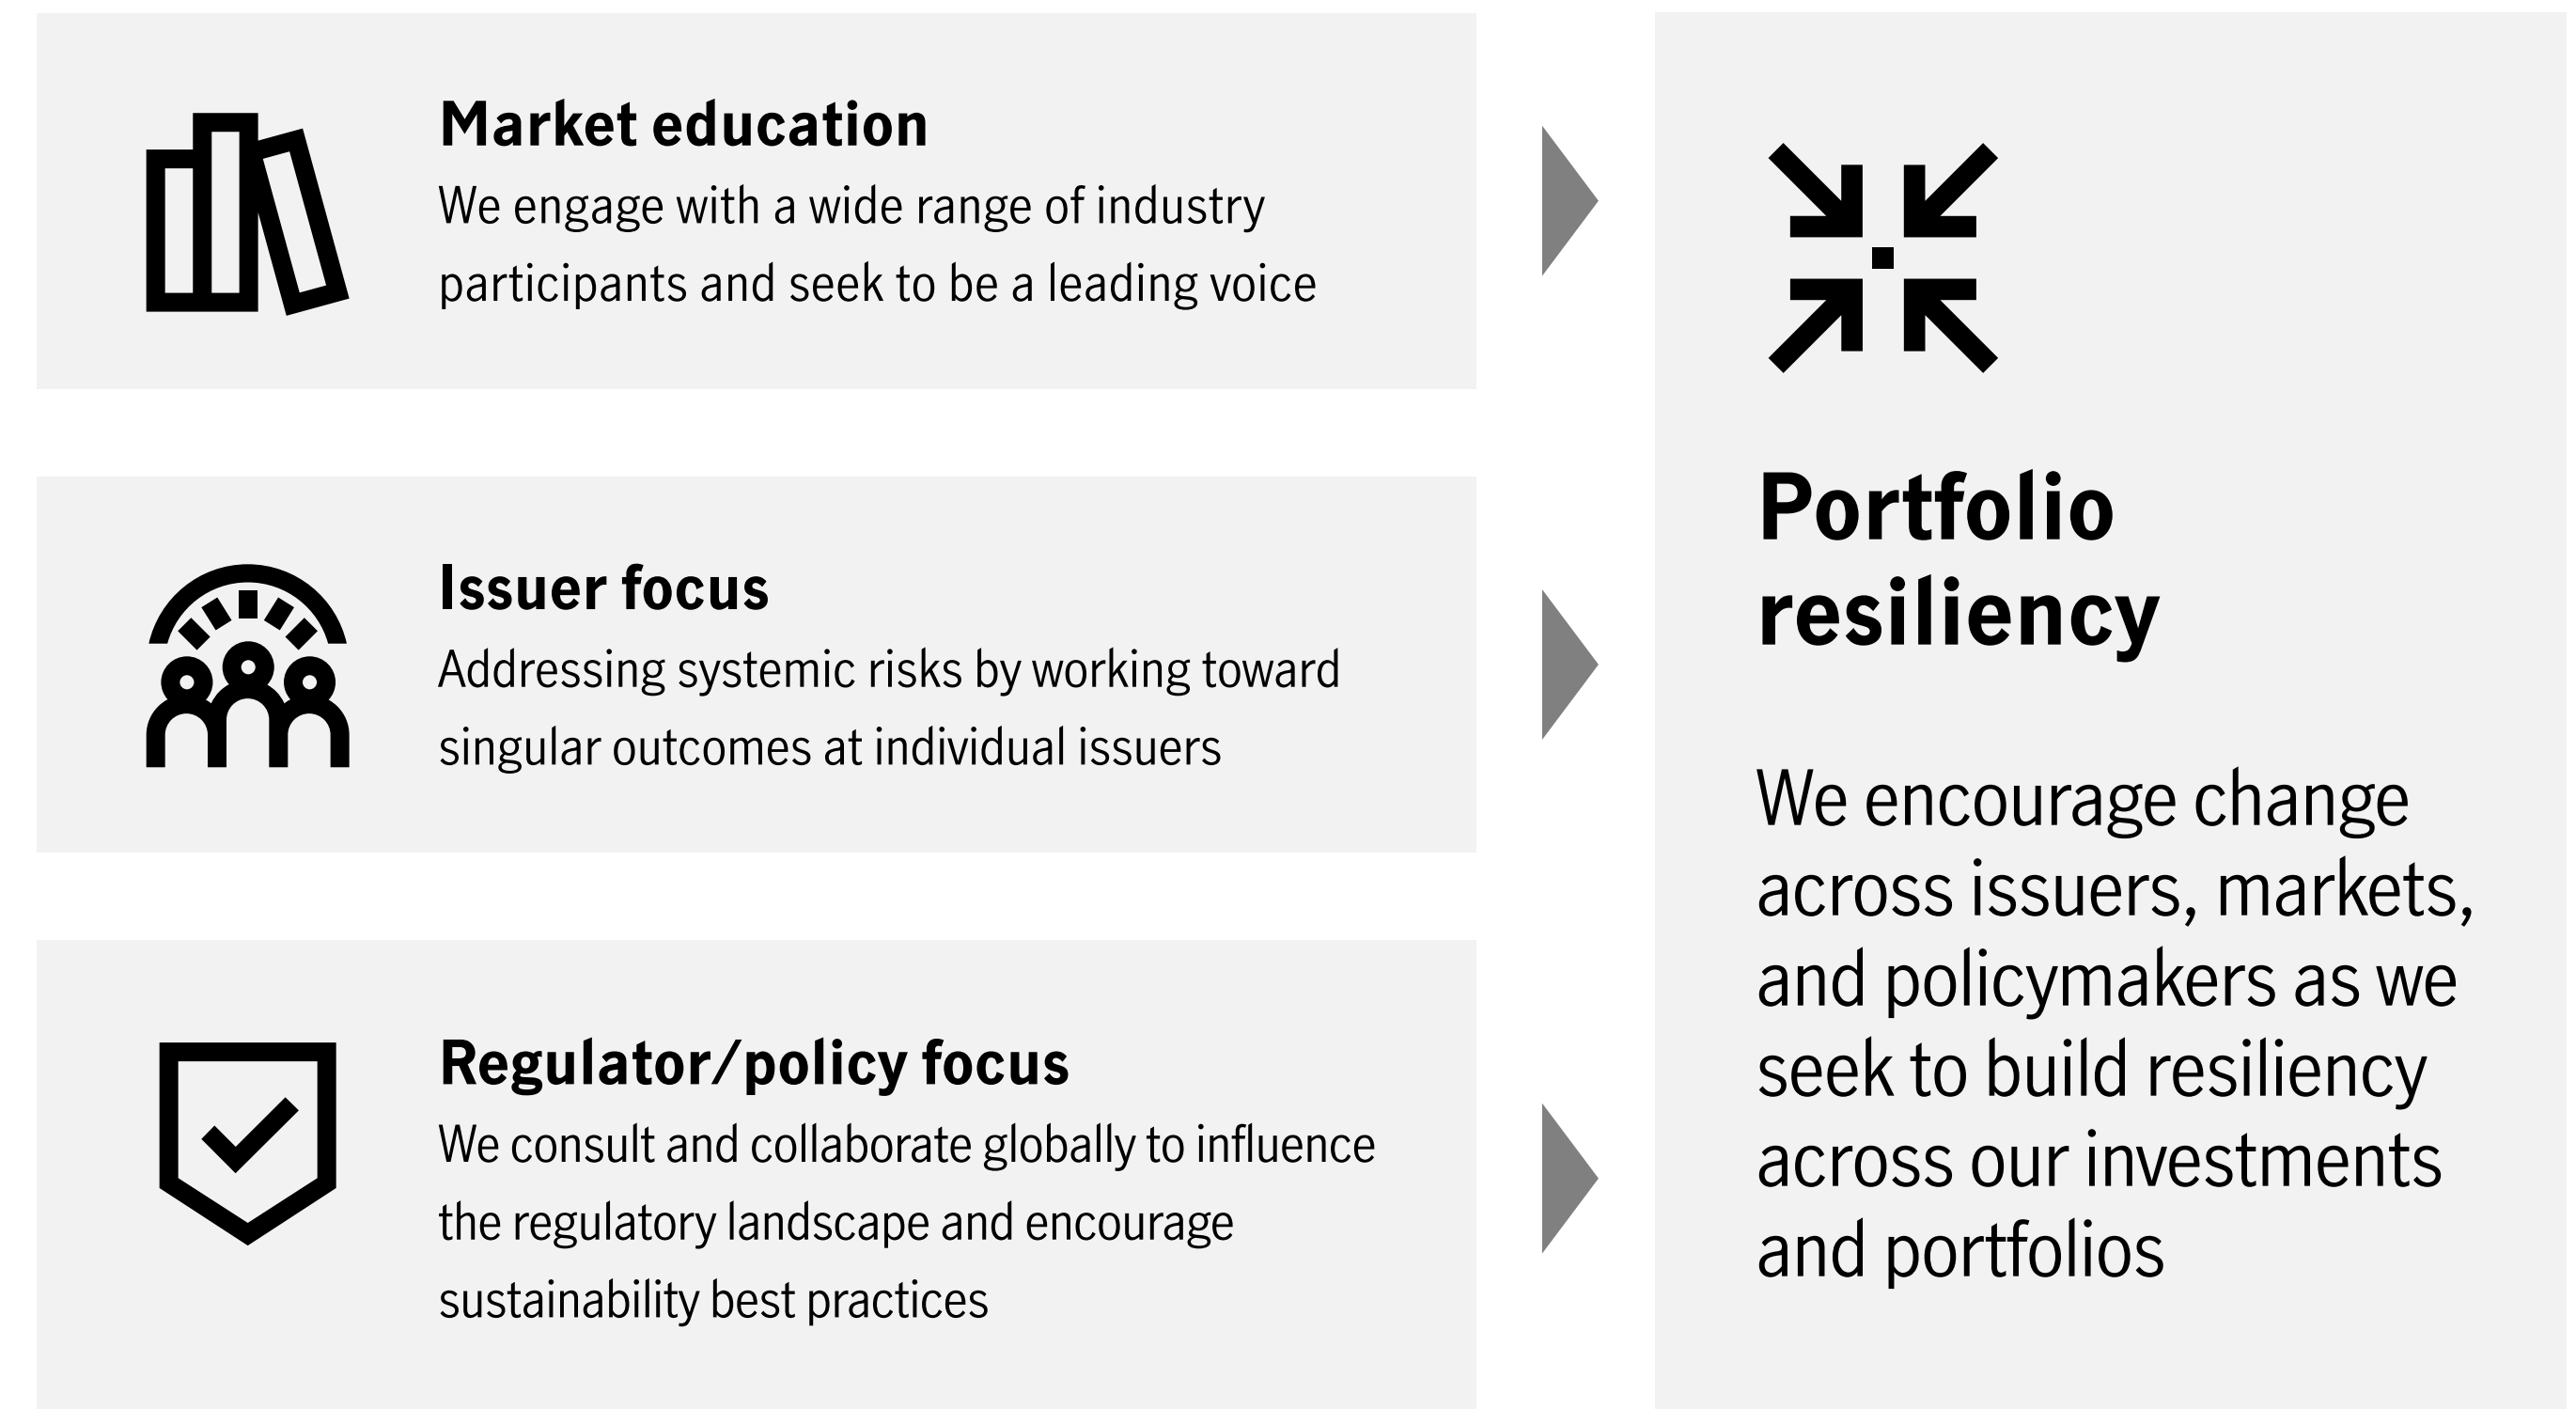 Market education
We engage with a wide range of industry
participants and seek to be a leading voice
Issuer focus
Addressing systemic risks by working toward
singular outcomes at individual issuers
Regulator/policy focus
We consult and collaborate globally to influence
the regulatory landscape and encourage
sustainability best practices
Portfolio
resiliency
We encourage change
across issuers, markets,
and policymakers as we
seek to build resiliency
across our investments
and portfolios